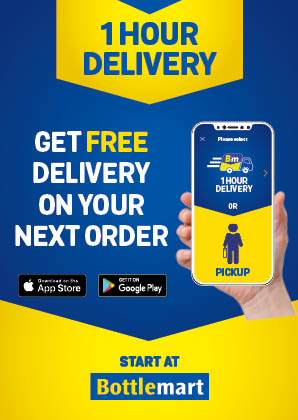 1 HOUR
DELIVERY
GET FREE
DELIVERY
ON YOUR
NEXT ORDER
Please select
Bm
1 HOUR
DELIVERY
OR
PICKUP
Download on the
App Store
GET IT ON
Google Play
START AT
Bottlemart